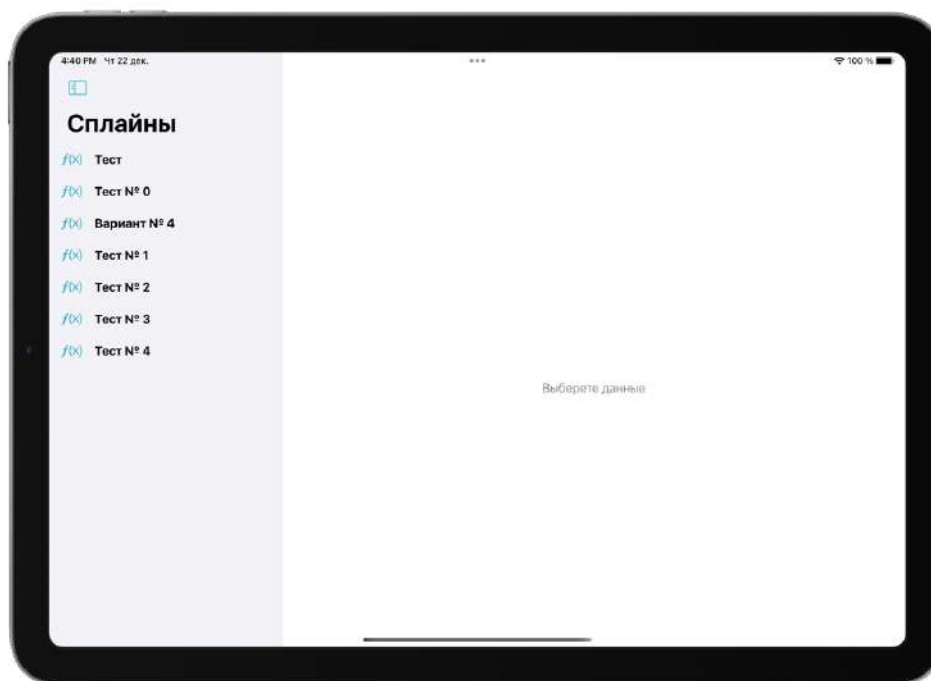 4:40 PM Чт 22 дек.
100 %
Сплайны
f(x) Тест
f(x) Тест № 0
f(x) Вариант № 4
f(x) Тест № 1
f(x) Тест № 2
f(x) Тест № 3
f(x) Тест № 4
Выберете данные